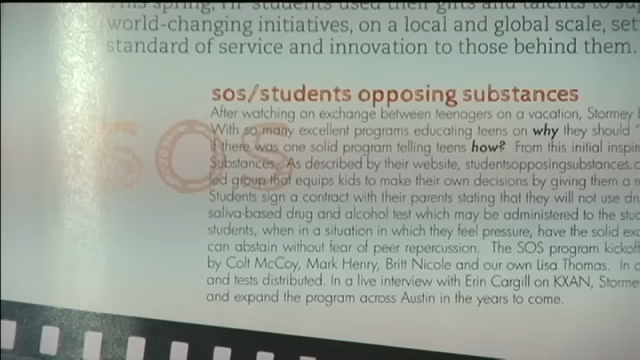 This spring, HP students used their gifts and talents to
world-changing initiatives, on a local and global scale, set
standard of service and innovation to those behind them.
sos/students opposing substances
SOS
After watching an exchange between teenagers on a vacation, Stormey
With so many excellent programs educating teens on why they should
if there was one solid program telling teens how? From this initial
Substances. As described by their website, studentsopposingsubstances.c
led group that equips kids to make their own decisions by giving them a
Students sign a contract with their parents stating that they will not use
saliva-based drug and alcohol test which may be administered to the
students, when in a situation in which they feel pressure, have the solid
can abstain without fear of peer repercussion. The SOS program
by Colt McCoy, Mark Henry, Britt Nicole and our own Lisa Thomas. In
and tests distributed. In a live interview with Erin Cargill on KXAN,
and expand the program across Austin in the years to come.